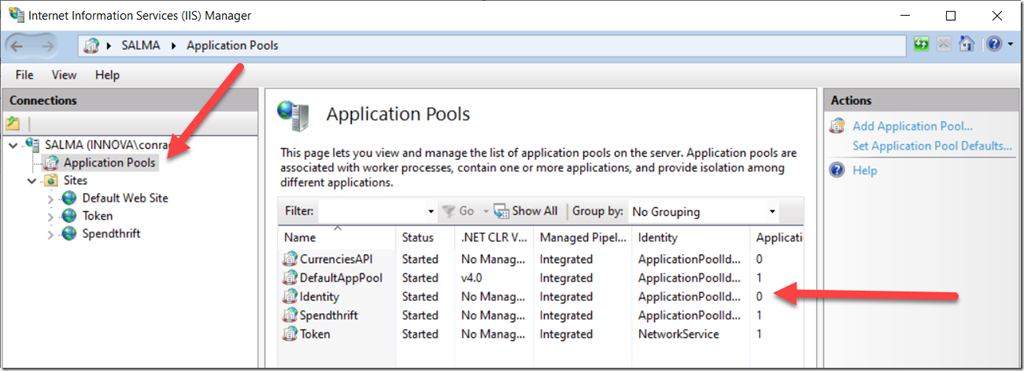 Internet Information Services (IIS) Manager
SALMA Application Pools
File View Help
Connections
SALMA (INNOVA\conra
Application Pools
Sites
Default Web Site
Token
Spendthrift
Application Pools
This page lets you view and manage the list of application pools on the server. Application pools are
associated with worker processes, contain one or more applications, and provide isolation among
different applications.
Filter: Go Show All Group by: No Grouping
Name Status .NET CLR V... Managed Pipel... Identity Applicati
CurrenciesAPI Started No Manag... Integrated ApplicationPoolId... 0
DefaultAppPool Started v4.0 Integrated ApplicationPoolId... 1
Identity Started No Manag... Integrated ApplicationPoolId... 0
Spendthrift Started No Manag... Integrated ApplicationPoolId... 1
Token Started No Manag... Integrated NetworkService 1
Actions
Add Application Pool...
Set Application Pool Defaults...
Help